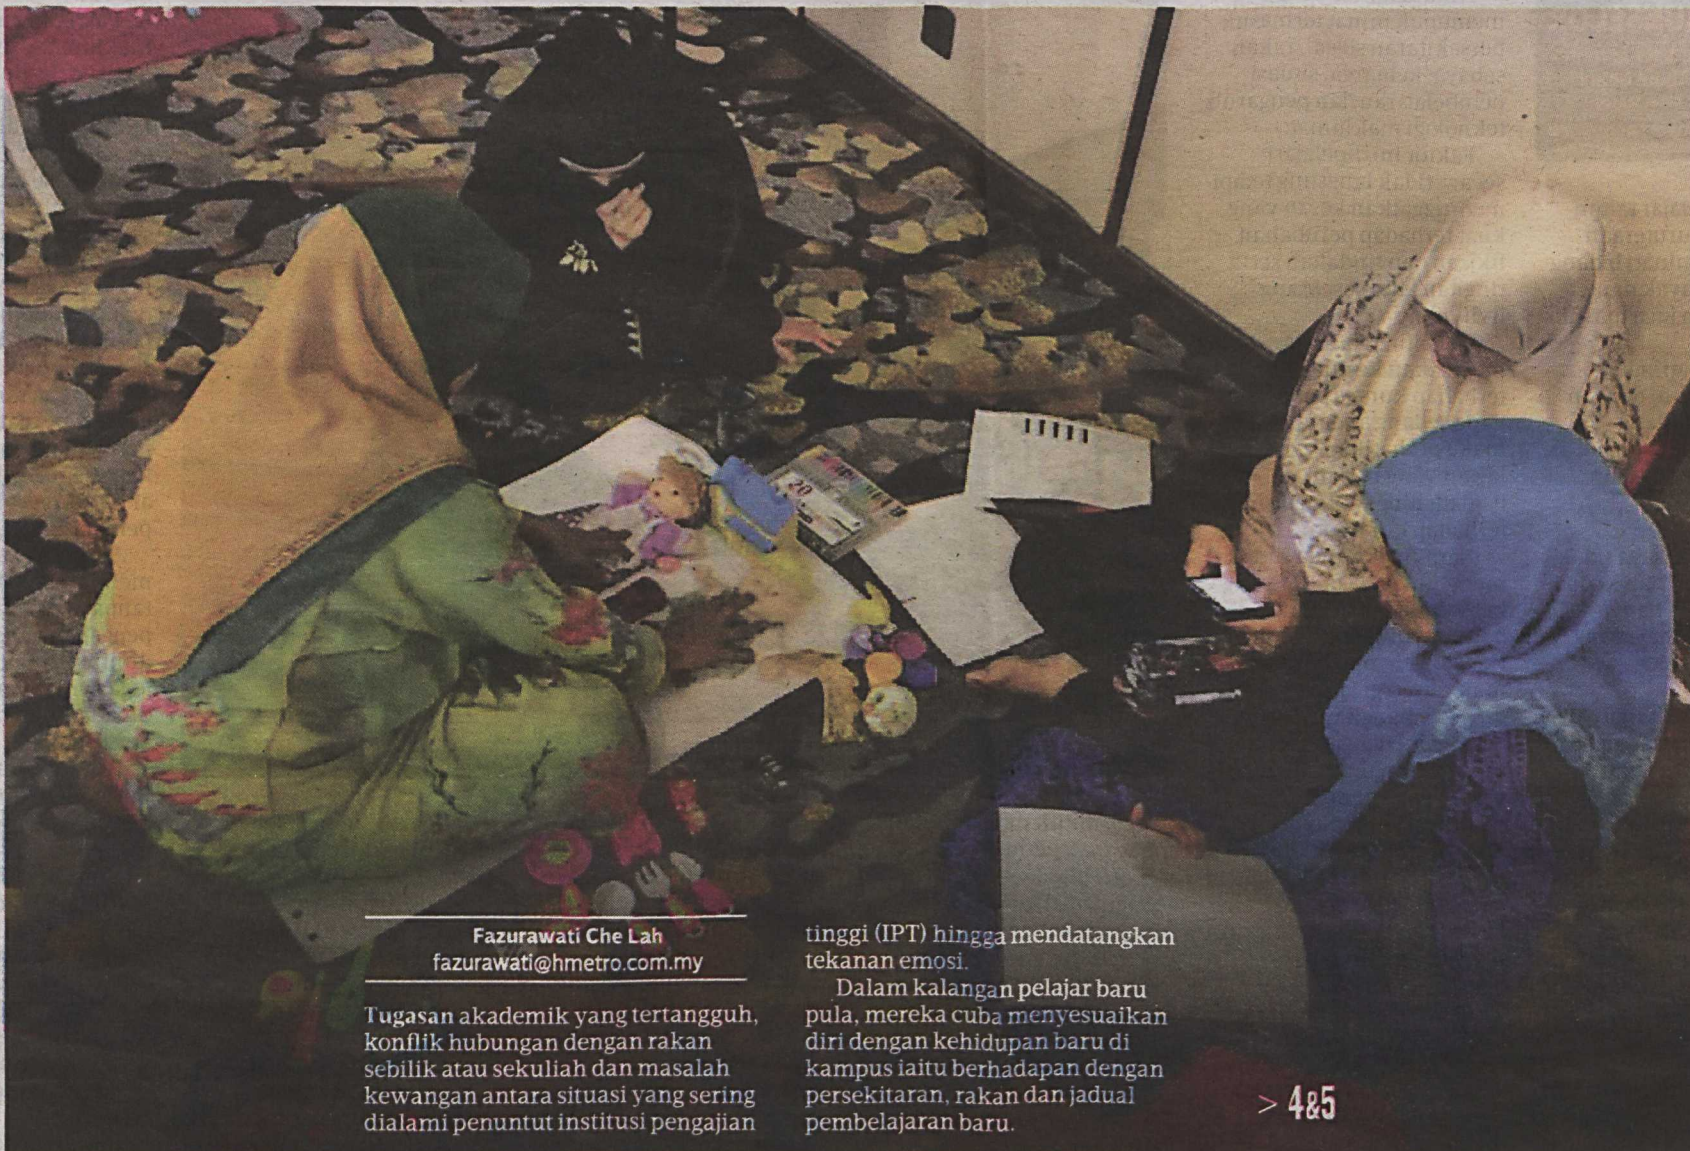 20
Fazurawati Che Lah
fazurawati@hmetro.com.my
Tugasan akademik yang tertangguh,
konflik hubungan dengan rakan
sebilik atau sekuliah dan masalah
kewangan antara situasi yang sering
dialami penuntut institusi pengajian
tinggi (IPT) hingga mendatangkan
tekanan emosi.
Dalam kalangan pelajar baru
pula, mereka cuba menyesuaikan
diri dengan kehidupan baru di
kampus iaitu berhadapan dengan
persekitaran, rakan dan jadual
pembelajaran baru.
> 4&5